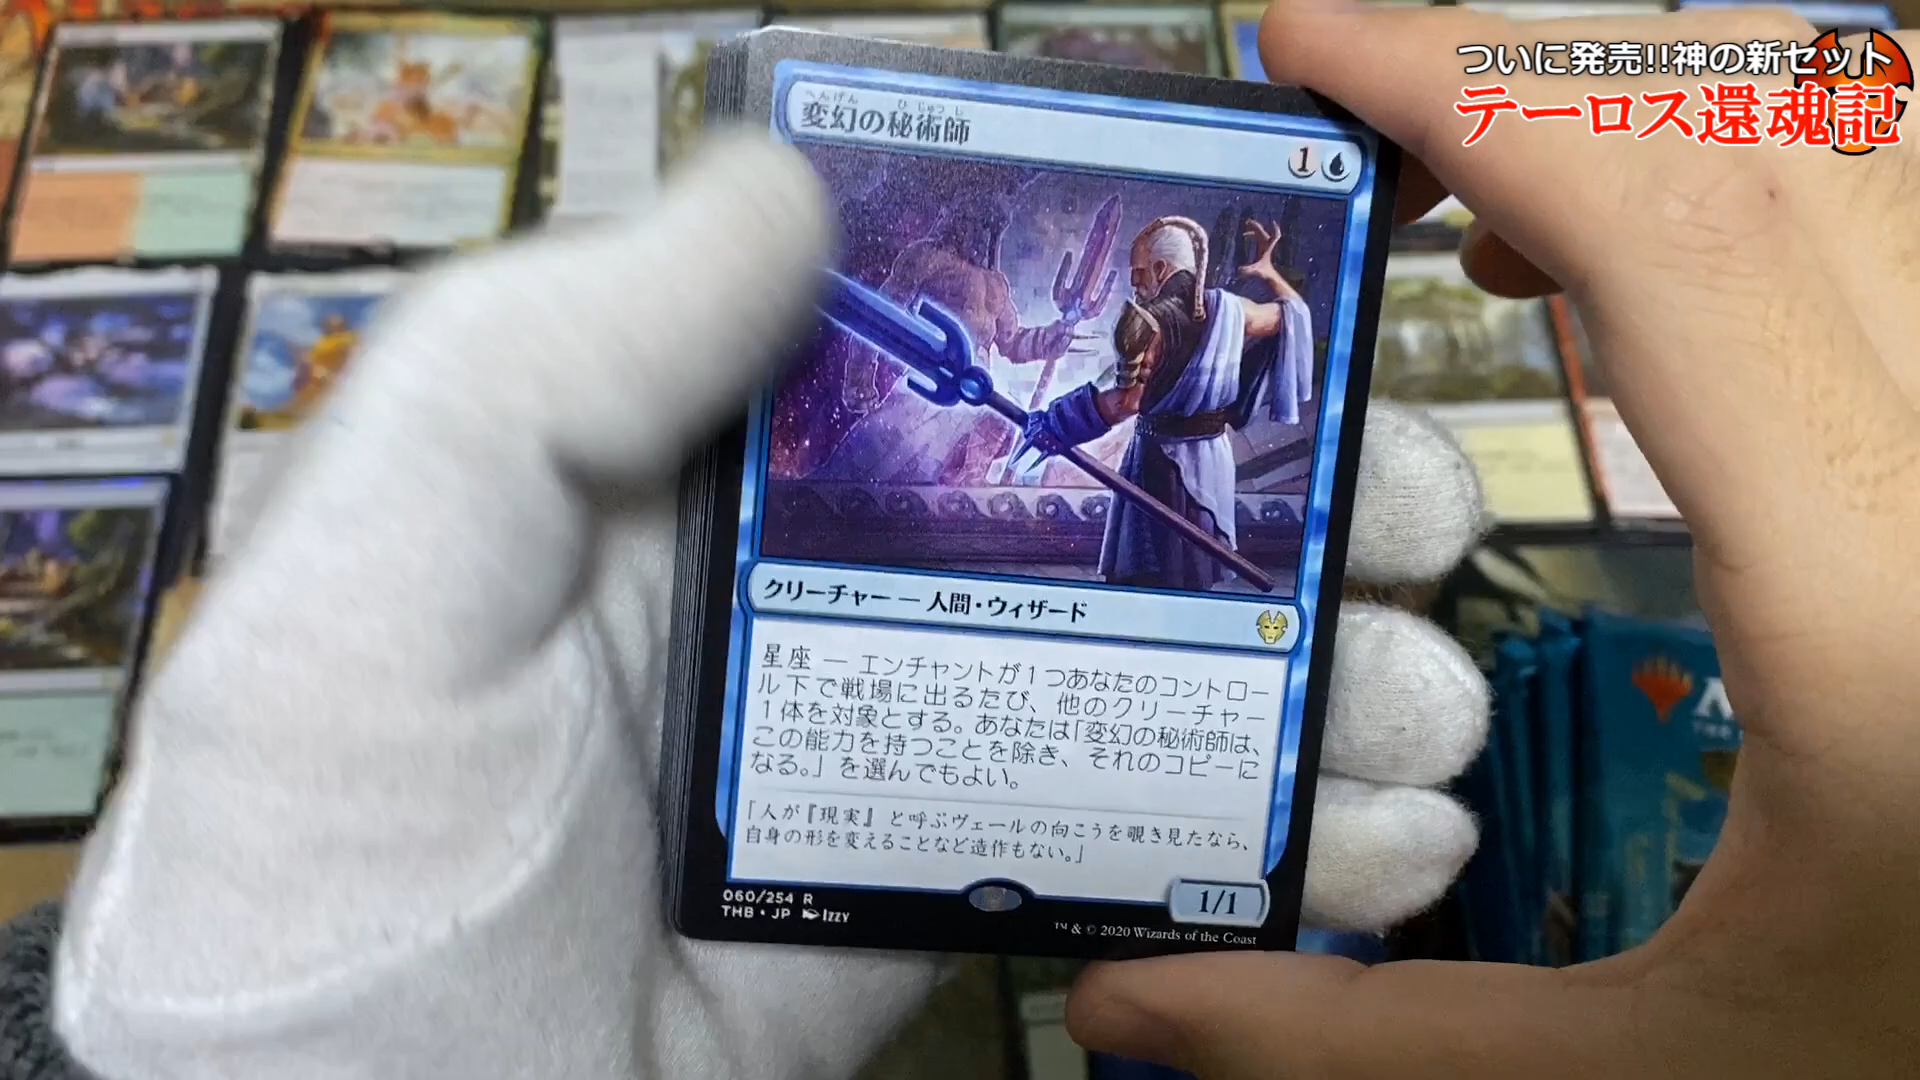 ついに発売!!神の新セット
テーロス還魂記
へんげん ひじゅつし
変幻の秘術師
1
クリーチャー ― 人間・ウィザード
星座 ― エンチャントが1つあなたのコントロー
ル下で戦場に出るたび、他のクリーチャー
1体を対象とする。あなたは「変幻の秘術師は、
この能力を持つことを除き、それのコピーに
なる。」を選んでもよい。
「人が『現実』と呼ぶヴェールの向こうを覗き見たなら、
自身の形を変えることなど造作もない。」
1/1
060/254 R
THB・JP Izzy
™ & © 2020 Wizards of the Coast